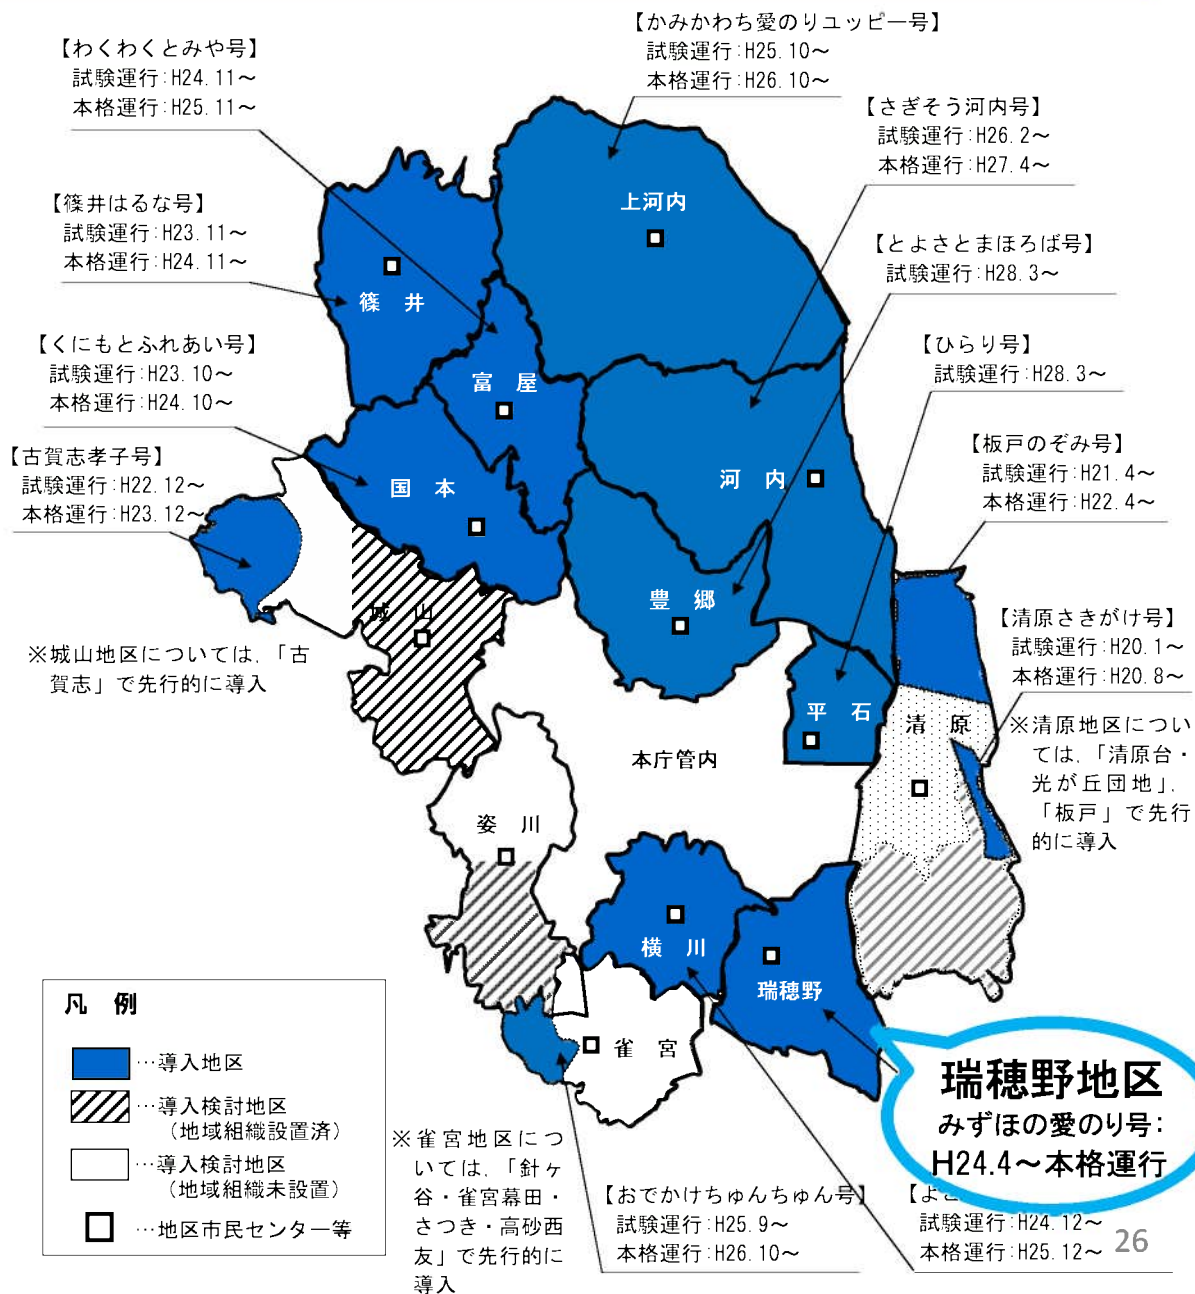 【わくわくとみや号】
試験運行:H24.11～
本格運行:H25.11～
【かみかわち愛のりユッピー号】
試験運行:H25.10～
本格運行:H26.10～
【さぎそう河内号】
試験運行:H26.2～
本格運行:H27.4～
【篠井はるな号】
試験運行:H23.11～
本格運行:H24.11～
【とよさとまほろば号】
試験運行:H28.3～
【くにもとふれあい号】
試験運行:H23.10～
本格運行:H24.10～
【ひらり号】
試験運行:H28.3～
【古賀志孝子号】
試験運行:H22.12～
本格運行:H23.12～
【板戸のぞみ号】
試験運行:H21.4～
本格運行:H22.4～
【清原さきがけ号】
試験運行:H20.1～
本格運行:H20.8～
※清原地区につい
ては、「清原台・
光が丘団地」、
「板戸」で先行
的に導入
※城山地区については、「古
賀志」で先行的に導入
上河内
篠 井
富 屋
国 本
河 内
豊 郷
城 山
平 石
清 原
本庁管内
姿 川
横 川
瑞穂野
雀 宮
凡 例
…導入地区
…導入検討地区
（地域組織設置済）
…導入検討地区
（地域組織未設置）
…地区市民センター等
※雀宮地区につ
いては、「針ヶ
谷・雀宮幕田・
さつき・高砂西
友」で先行的に
導入
【おでかけちゅんちゅん号】
試験運行:H25.9～
本格運行:H26.10～
瑞穂野地区
みずほの愛のり号:
H24.4～本格運行
試験運行:H24.12～
本格運行:H25.12～
26